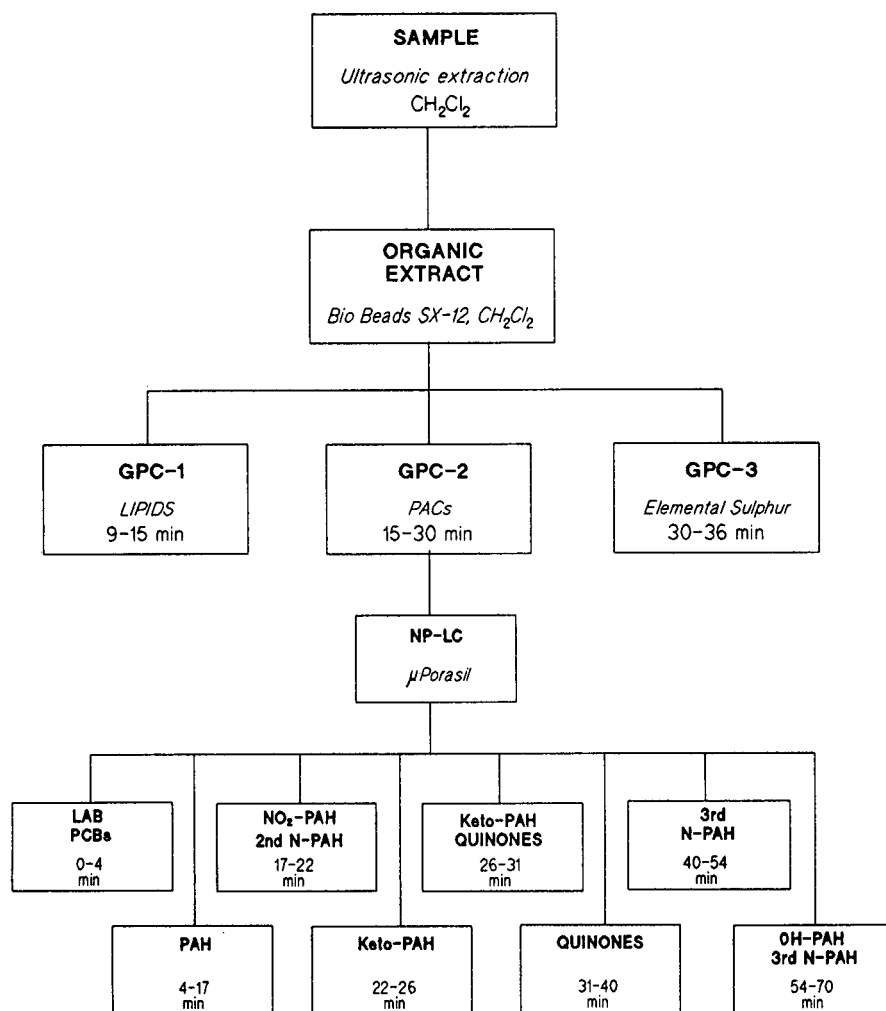 SAMPLE
Ultrasonic extraction
CH₂Cl₂
ORGANIC
EXTRACT
Bio Beads SX-12, CH₂Cl₂
GPC-1
LIPIDS
9-15 min
GPC-2
PACs
15-30 min
GPC-3
Elemental Sulphur
30-36 min
NP-LC
μPorasil
LAB
PCBs
0-4
min
NO₂-PAH
2nd N-PAH
17-22
min
Keto-PAH
QUINONES
26-31
min
3rd
N-PAH
40-54
min
PAH
4-17
min
Keto-PAH
22-26
min
QUINONES
31-40
min
OH-PAH
3rd N-PAH
54-70
min